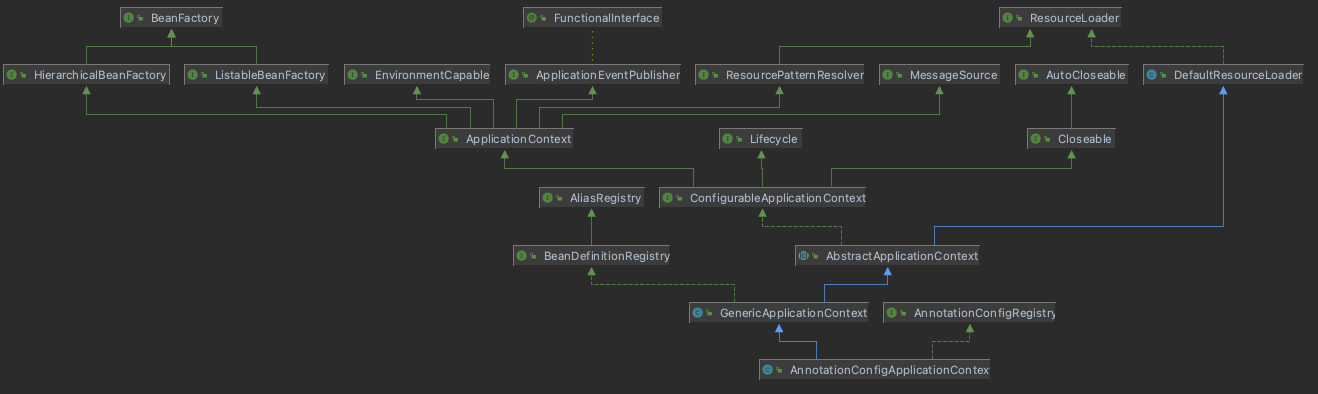 BeanFactory
FunctionalInterface
ResourceLoader
HierarchicalBeanFactory
ListableBeanFactory
EnvironmentCapable
ApplicationEventPublisher
ResourcePatternResolver
MessageSource
AutoCloseable
DefaultResourceLoader
ApplicationContext
Lifecycle
Closeable
AliasRegistry
ConfigurableApplicationContext
BeanDefinitionRegistry
AbstractApplicationContext
GenericApplicationContext
AnnotationConfigRegistry
AnnotationConfigApplicationContext